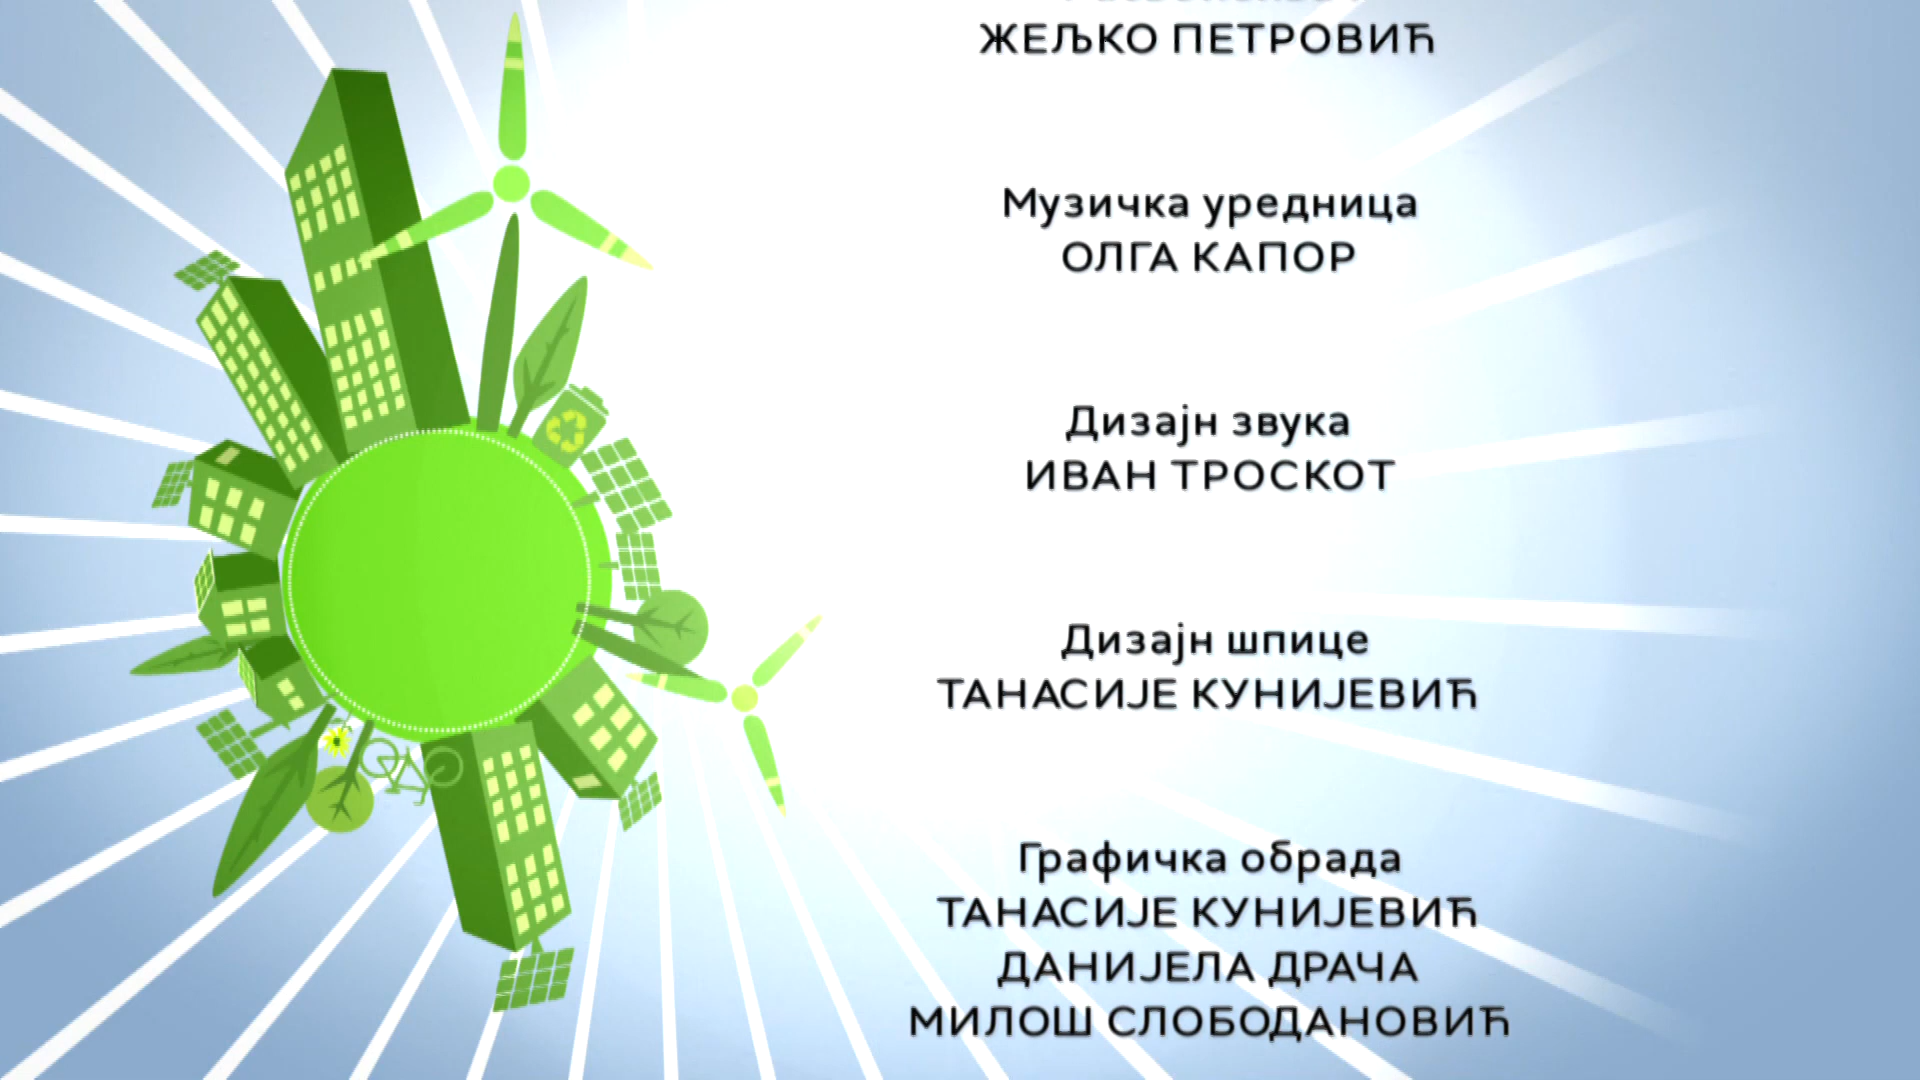 ЖЕЉКО ПЕТРОВИЋ
Музичка уредница
ОЛГА КАПОР
Дизајн звука
ИВАН ТРОСКОТ
Дизајн шпице
ТАНАСИЈЕ КУНИЈЕВИЋ
Графичка обрада
ТАНАСИЈЕ КУНИЈЕВИЋ
ДАНИЈЕЛА ДРАЧА
МИЛОШ СЛОБОДАНОВИЋ